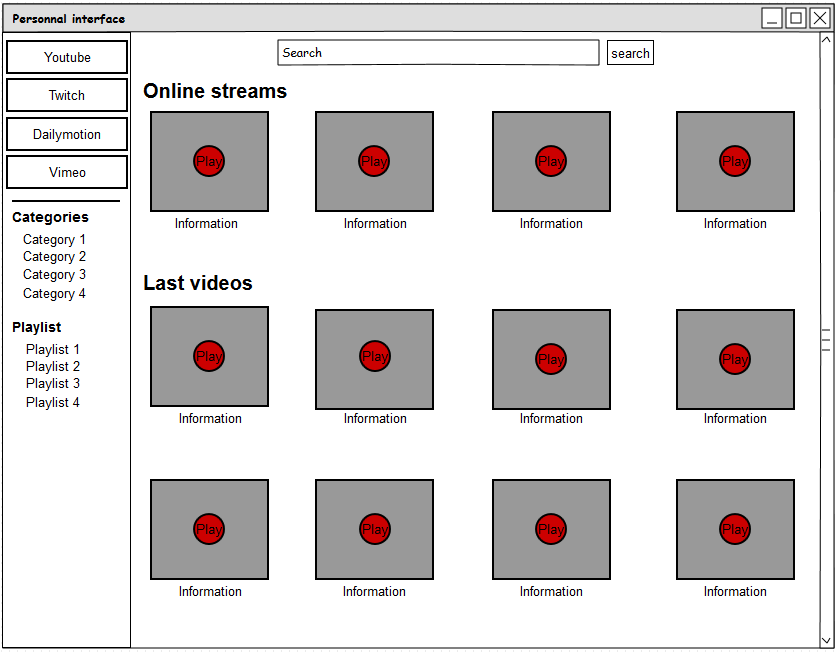 Personnal interface
Youtube
Twitch
Dailymotion
Vimeo
Categories
Category 1
Category 2
Category 3
Category 4
Playlist
Playlist 1
Playlist 2
Playlist 3
Playlist 4
Search search
Online streams
Play Play Play Play
Information Information Information Information
Last videos
Play Play Play Play
Information Information Information Information
Play Play Play Play
Information Information Information Information